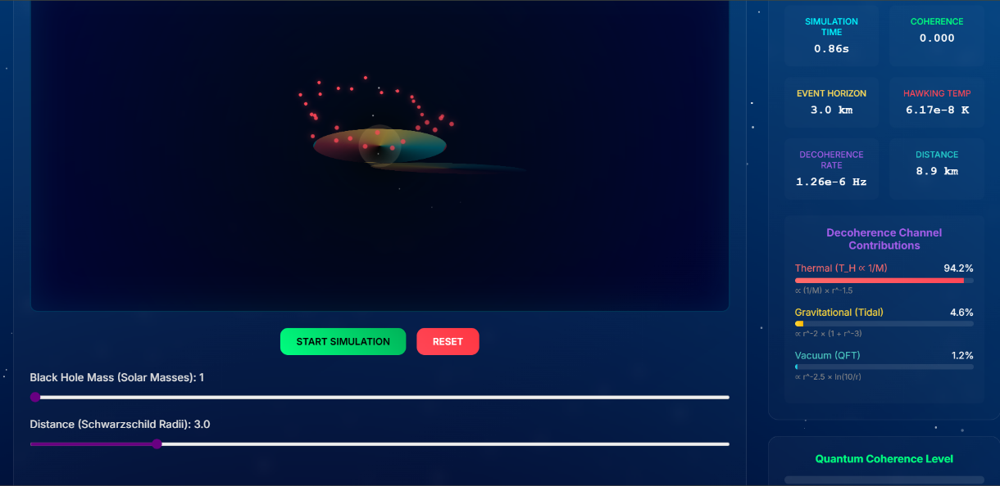 SIMULATION
TIME
0.86s
COHERENCE
0.000
EVENT HORIZON
3.0 km
HAWKING TEMP
6.17e-8 K
DECOHERENCE
RATE
1.26e-6 Hz
DISTANCE
8.9 km
Decoherence Channel
Contributions
Thermal (T_H ∝ 1/M) 94.2%
∝ (1/M) × r^-1.5
Gravitational (Tidal) 4.6%
∝ r^-2 × (1 + r^-3)
Vacuum (QFT) 1.2%
∝ r^-2.5 × ln(10/r)
START SIMULATION RESET
Black Hole Mass (Solar Masses): 1
Distance (Schwarzschild Radii): 3.0
Quantum Coherence Level